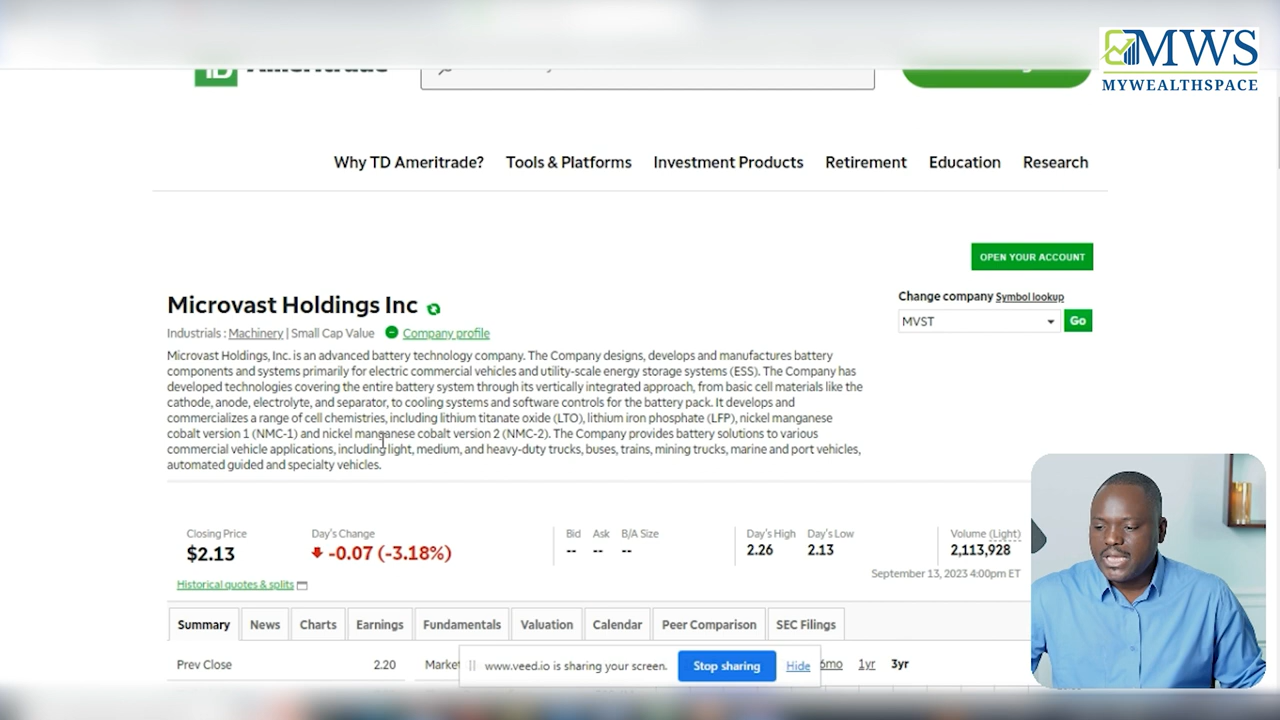 MWS
MYWEALTHSPACE
TD Ameritrade
Why TD Ameritrade? Tools & Platforms Investment Products Retirement Education Research
OPEN YOUR ACCOUNT
Microvast Holdings Inc
Change company Symbol lookup
MVST Go
Industrials : Machinery | Small Cap Value Company profile
Microvast Holdings, Inc. is an advanced battery technology company. The Company designs, develops and manufactures battery
components and systems primarily for electric commercial vehicles and utility-scale energy storage systems (ESS). The Company has
developed technologies covering the entire battery system through its vertically integrated approach, from basic cell materials like the
cathode, anode, electrolyte, and separator, to cooling systems and software controls for the battery pack. It develops and
commercializes a range of cell chemistries, including lithium titanate oxide (LTO), lithium iron phosphate (LFP), nickel manganese
cobalt version 1 (NMC-1) and nickel manganese cobalt version 2 (NMC-2). The Company provides battery solutions to various
commercial vehicle applications, including light, medium, and heavy-duty trucks, buses, trains, mining trucks, marine and port vehicles,
automated guided and specialty vehicles.
Closing Price Day's Change Bid Ask B/A Size Day's High Day's Low Volume (Light)
$2.13 -0.07 (-3.18%) -- -- -- 2.26 2.13 2,113,928
September 13, 2023 4:00pm ET
Historical quotes & splits
Summary News Charts Earnings Fundamentals Valuation Calendar Peer Comparison SEC Filings
Prev Close 2.20 Market 6mo 1yr 3yr
www.veed.io is sharing your screen. Stop sharing Hide